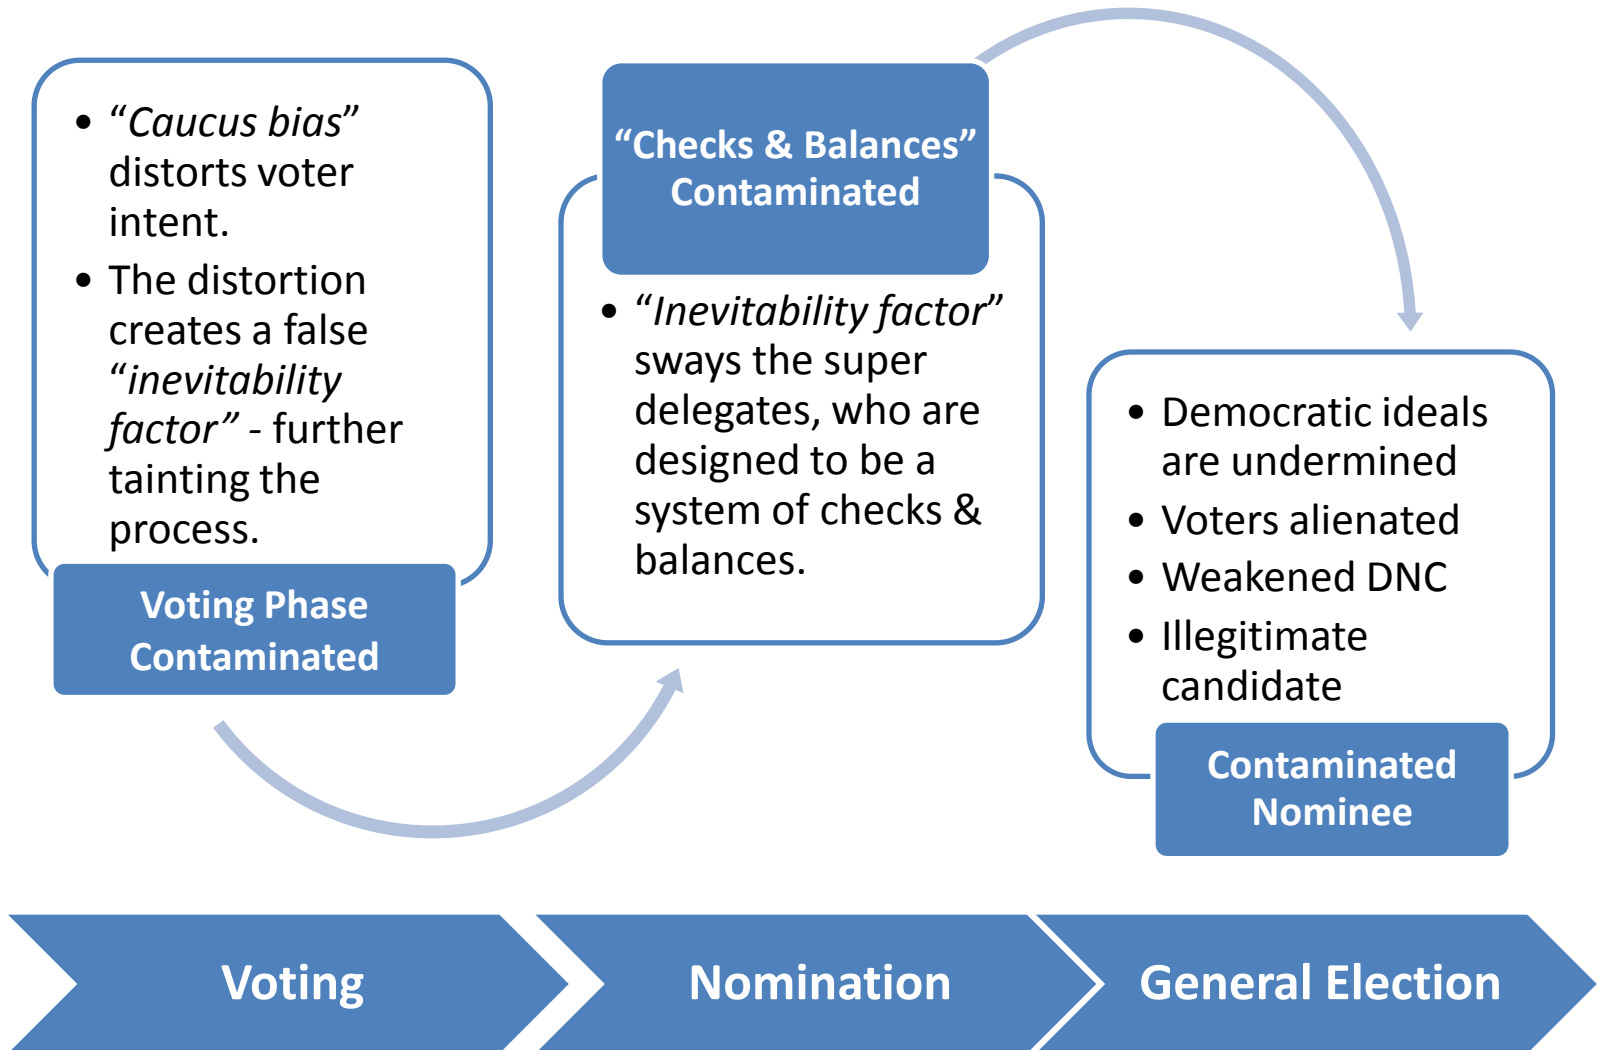 • “Caucus bias”
distorts voter
intent.
• The distortion
creates a false
“inevitability
factor” - further
tainting the
process.
Voting Phase
Contaminated
“Checks & Balances”
Contaminated
• “Inevitability factor”
sways the super
delegates, who are
designed to be a
system of checks &
balances.
• Democratic ideals
are undermined
• Voters alienated
• Weakened DNC
• Illegitimate
candidate
Contaminated
Nominee
Voting
Nomination
General Election